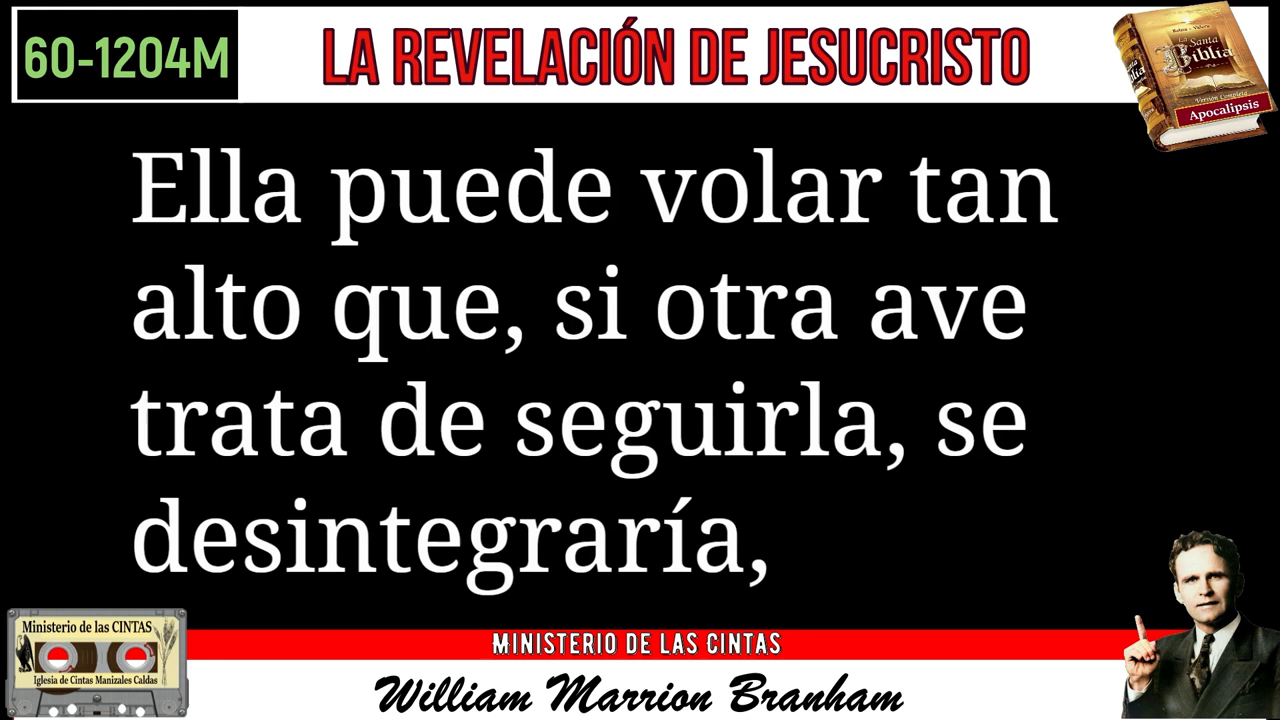 60-1204M
LA REVELACIÓN DE JESUCRISTO
La Santa
Biblia
Apocalipsis
Ella puede volar tan
alto que, si otra ave
trata de seguirla, se
desintegraría,
Ministerio de las CINTAS
Iglesia de Cintas Manizales Caldas
MINISTERIO DE LAS CINTAS
William Marrion Branham